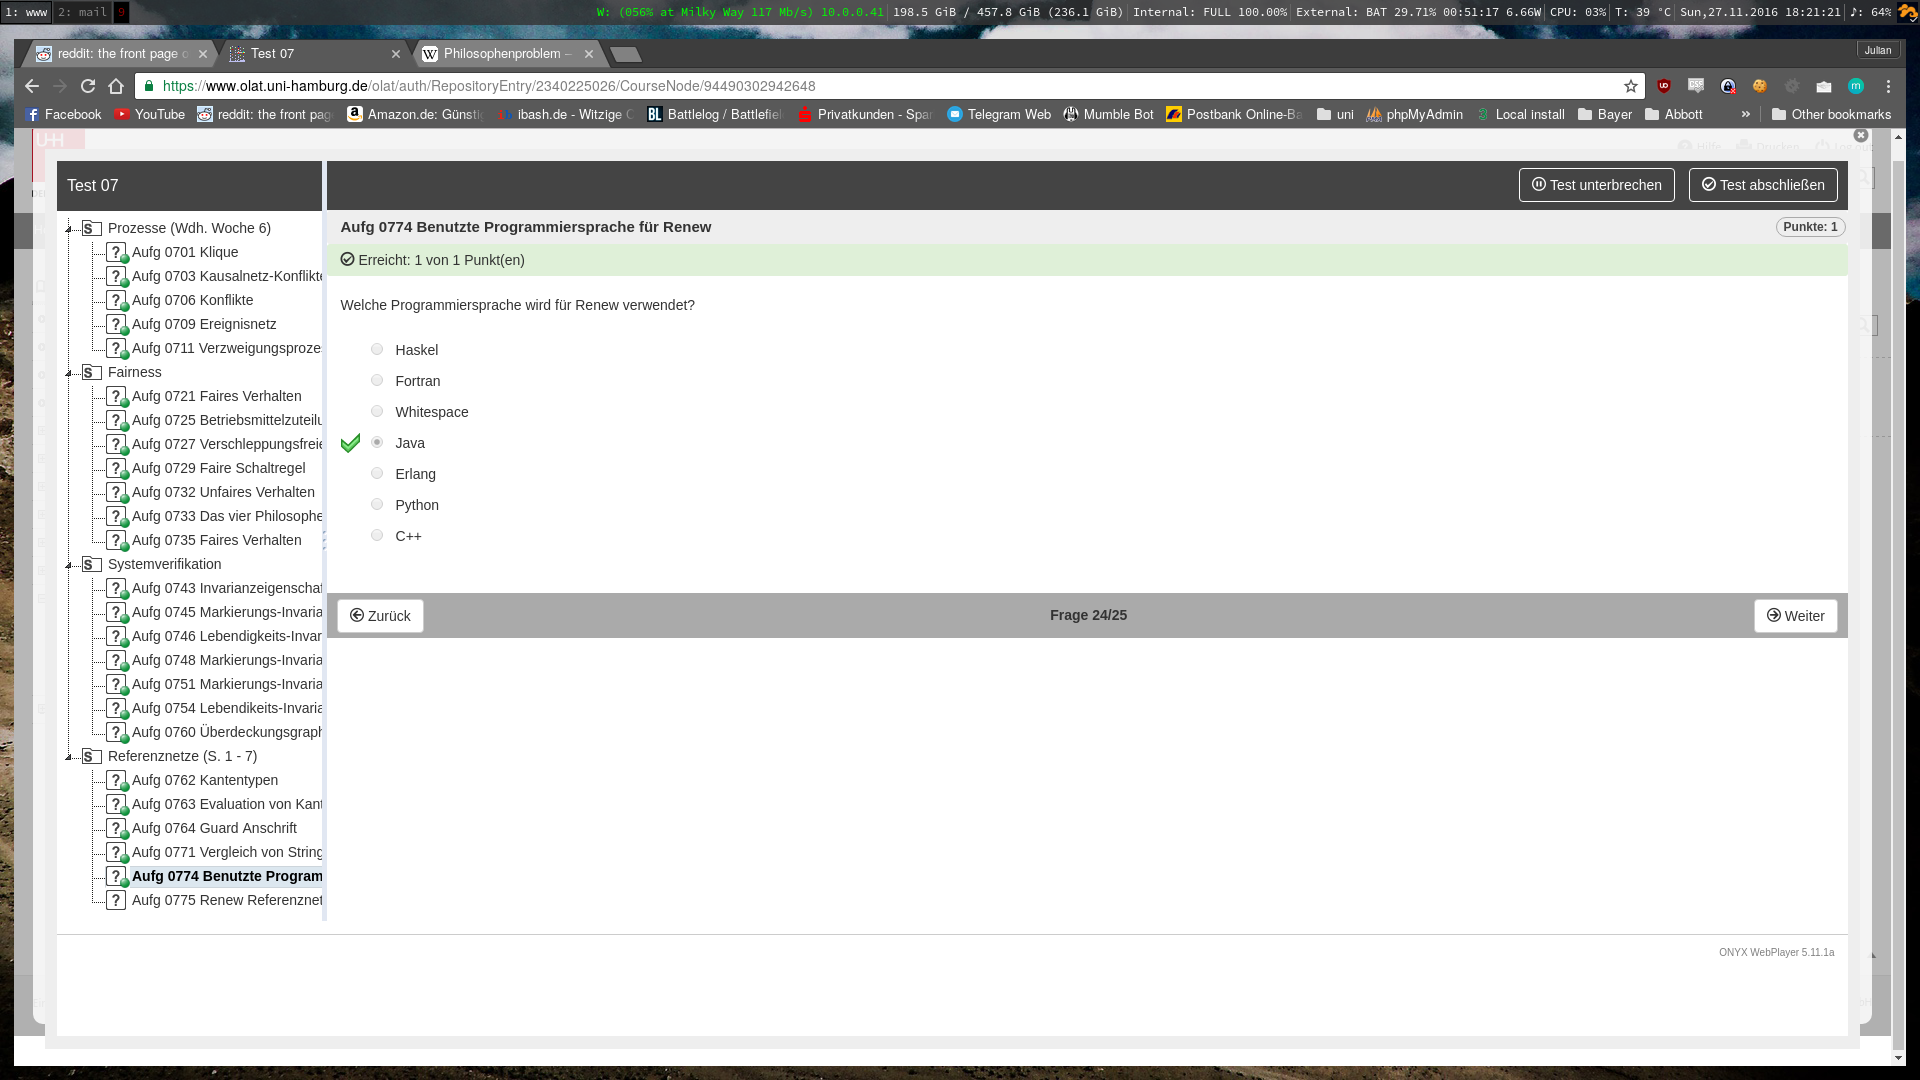 1: www 2: mail 9 W: (056% at Milky Way 117 Mb/s) 10.0.0.41 198.5 GiB / 457.8 GiB (236.1 GiB) Internal: FULL 100.00% External: BAT 29.71% 00:51:17 6.66W CPU: 03% T: 39 °C Sun,27.11.2016 18:21:21 ♪: 64%
reddit: the front page o Test 07 Philosophenproblem – Julian
https://www.olat.uni-hamburg.de/olat/auth/RepositoryEntry/2340225026/CourseNode/94490302942648
Facebook YouTube reddit: the front pag Amazon.de: Günsti ibash.de - Witzige Battlelog / Battlefiel Privatkunden - Spar Telegram Web Mumble Bot Postbank Online-Ba uni phpMyAdmin Local install Bayer Abbott » Other bookmarks
Test 07 Test unterbrechen Test abschließen
Aufg 0774 Benutzte Programmiersprache für Renew Punkte: 1
Erreicht: 1 von 1 Punkt(en)
Welche Programmiersprache wird für Renew verwendet?
Haskel
Fortran
Whitespace
Java
Erlang
Python
C++
Zurück Frage 24/25 Weiter
Prozesse (Wdh. Woche 6)
Aufg 0701 Klique
Aufg 0703 Kausalnetz-Konflikte
Aufg 0706 Konflikte
Aufg 0709 Ereignisnetz
Aufg 0711 Verzweigungsproze
Fairness
Aufg 0721 Faires Verhalten
Aufg 0725 Betriebsmittelzuteilu
Aufg 0727 Verschleppungsfreie
Aufg 0729 Faire Schaltregel
Aufg 0732 Unfaires Verhalten
Aufg 0733 Das vier Philosophe
Aufg 0735 Faires Verhalten
Systemverifikation
Aufg 0743 Invarianzeigenschaf
Aufg 0745 Markierungs-Invaria
Aufg 0746 Lebendigkeits-Invar
Aufg 0748 Markierungs-Invaria
Aufg 0751 Markierungs-Invaria
Aufg 0754 Lebendikeits-Invaria
Aufg 0760 Überdeckungsgraph
Referenznetze (S. 1 - 7)
Aufg 0762 Kantentypen
Aufg 0763 Evaluation von Kant
Aufg 0764 Guard Anschrift
Aufg 0771 Vergleich von String
Aufg 0774 Benutzte Program
Aufg 0775 Renew Referenznet
ONYX WebPlayer 5.11.1a